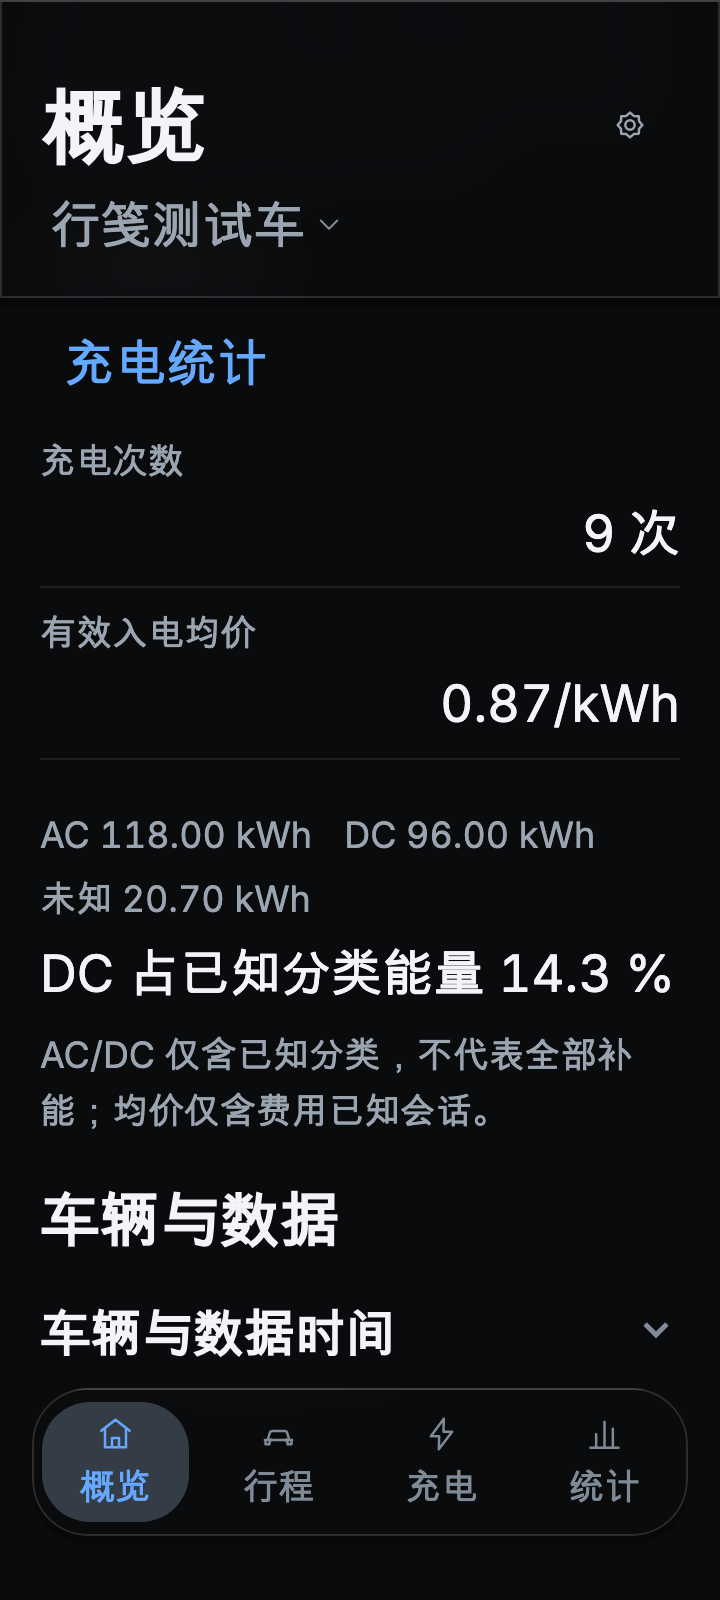 概览
行笺测试车
充电统计
充电次数
9 次
有效入电均价
0.87/kWh
AC 118.00 kWh DC 96.00 kWh
未知 20.70 kWh
DC 占已知分类能量 14.3 %
AC/DC 仅含已知分类，不代表全部补
能；均价仅含费用已知会话。
车辆与数据
车辆与数据时间
概览 行程 充电 统计